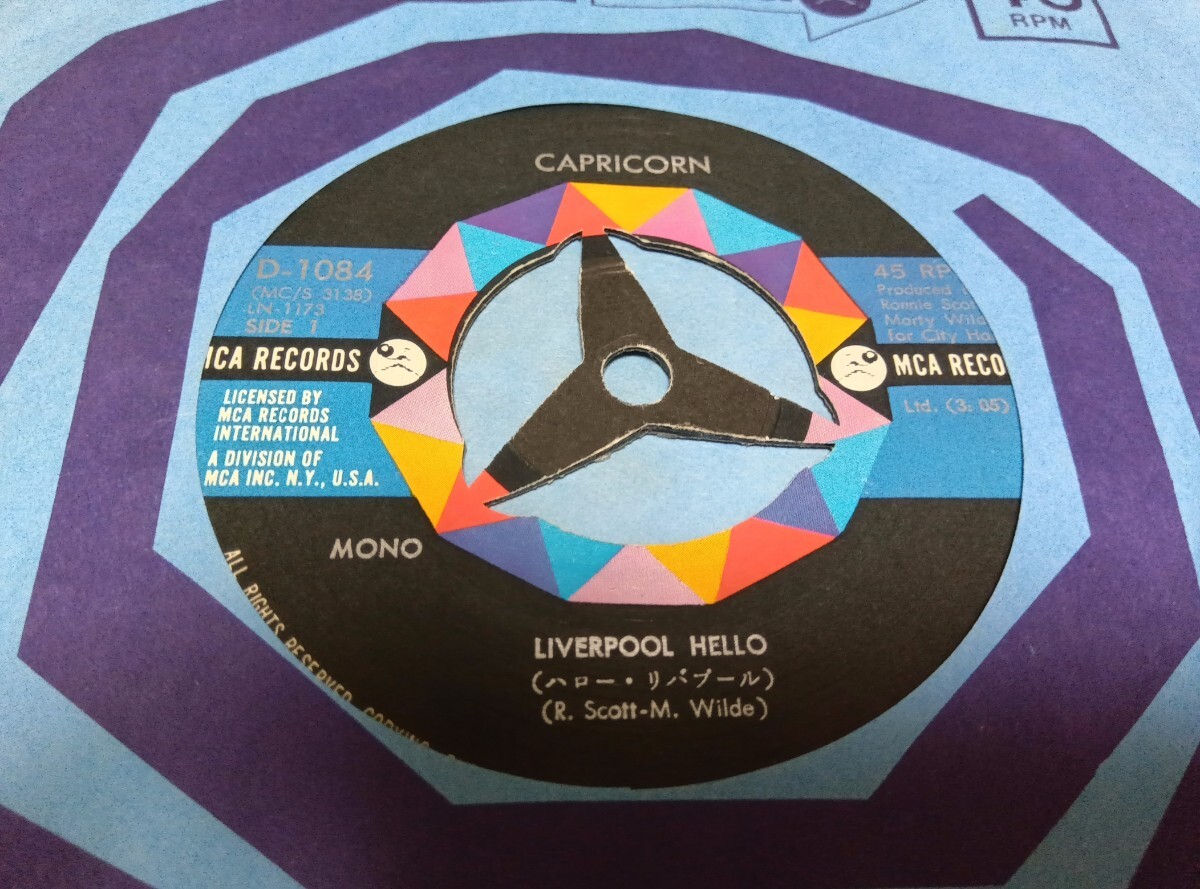 RPM
CAPRICORN
D-1084
(MC/S 3138)
LN-1173
SIDE 1
45 RP
Produced
Ronnie Scot
Marty Wild
for City Ha
MCA RECORDS
MCA RECO
LICENSED BY
MCA RECORDS
INTERNATIONAL
A DIVISION OF
MCA INC. N.Y., U.S.A.
Ltd. (3: 05)
MONO
LIVERPOOL HELLO
(ハロー・リバプール)
(R. Scott-M. Wilde)
ALL RIGHTS RESERVED COPYING